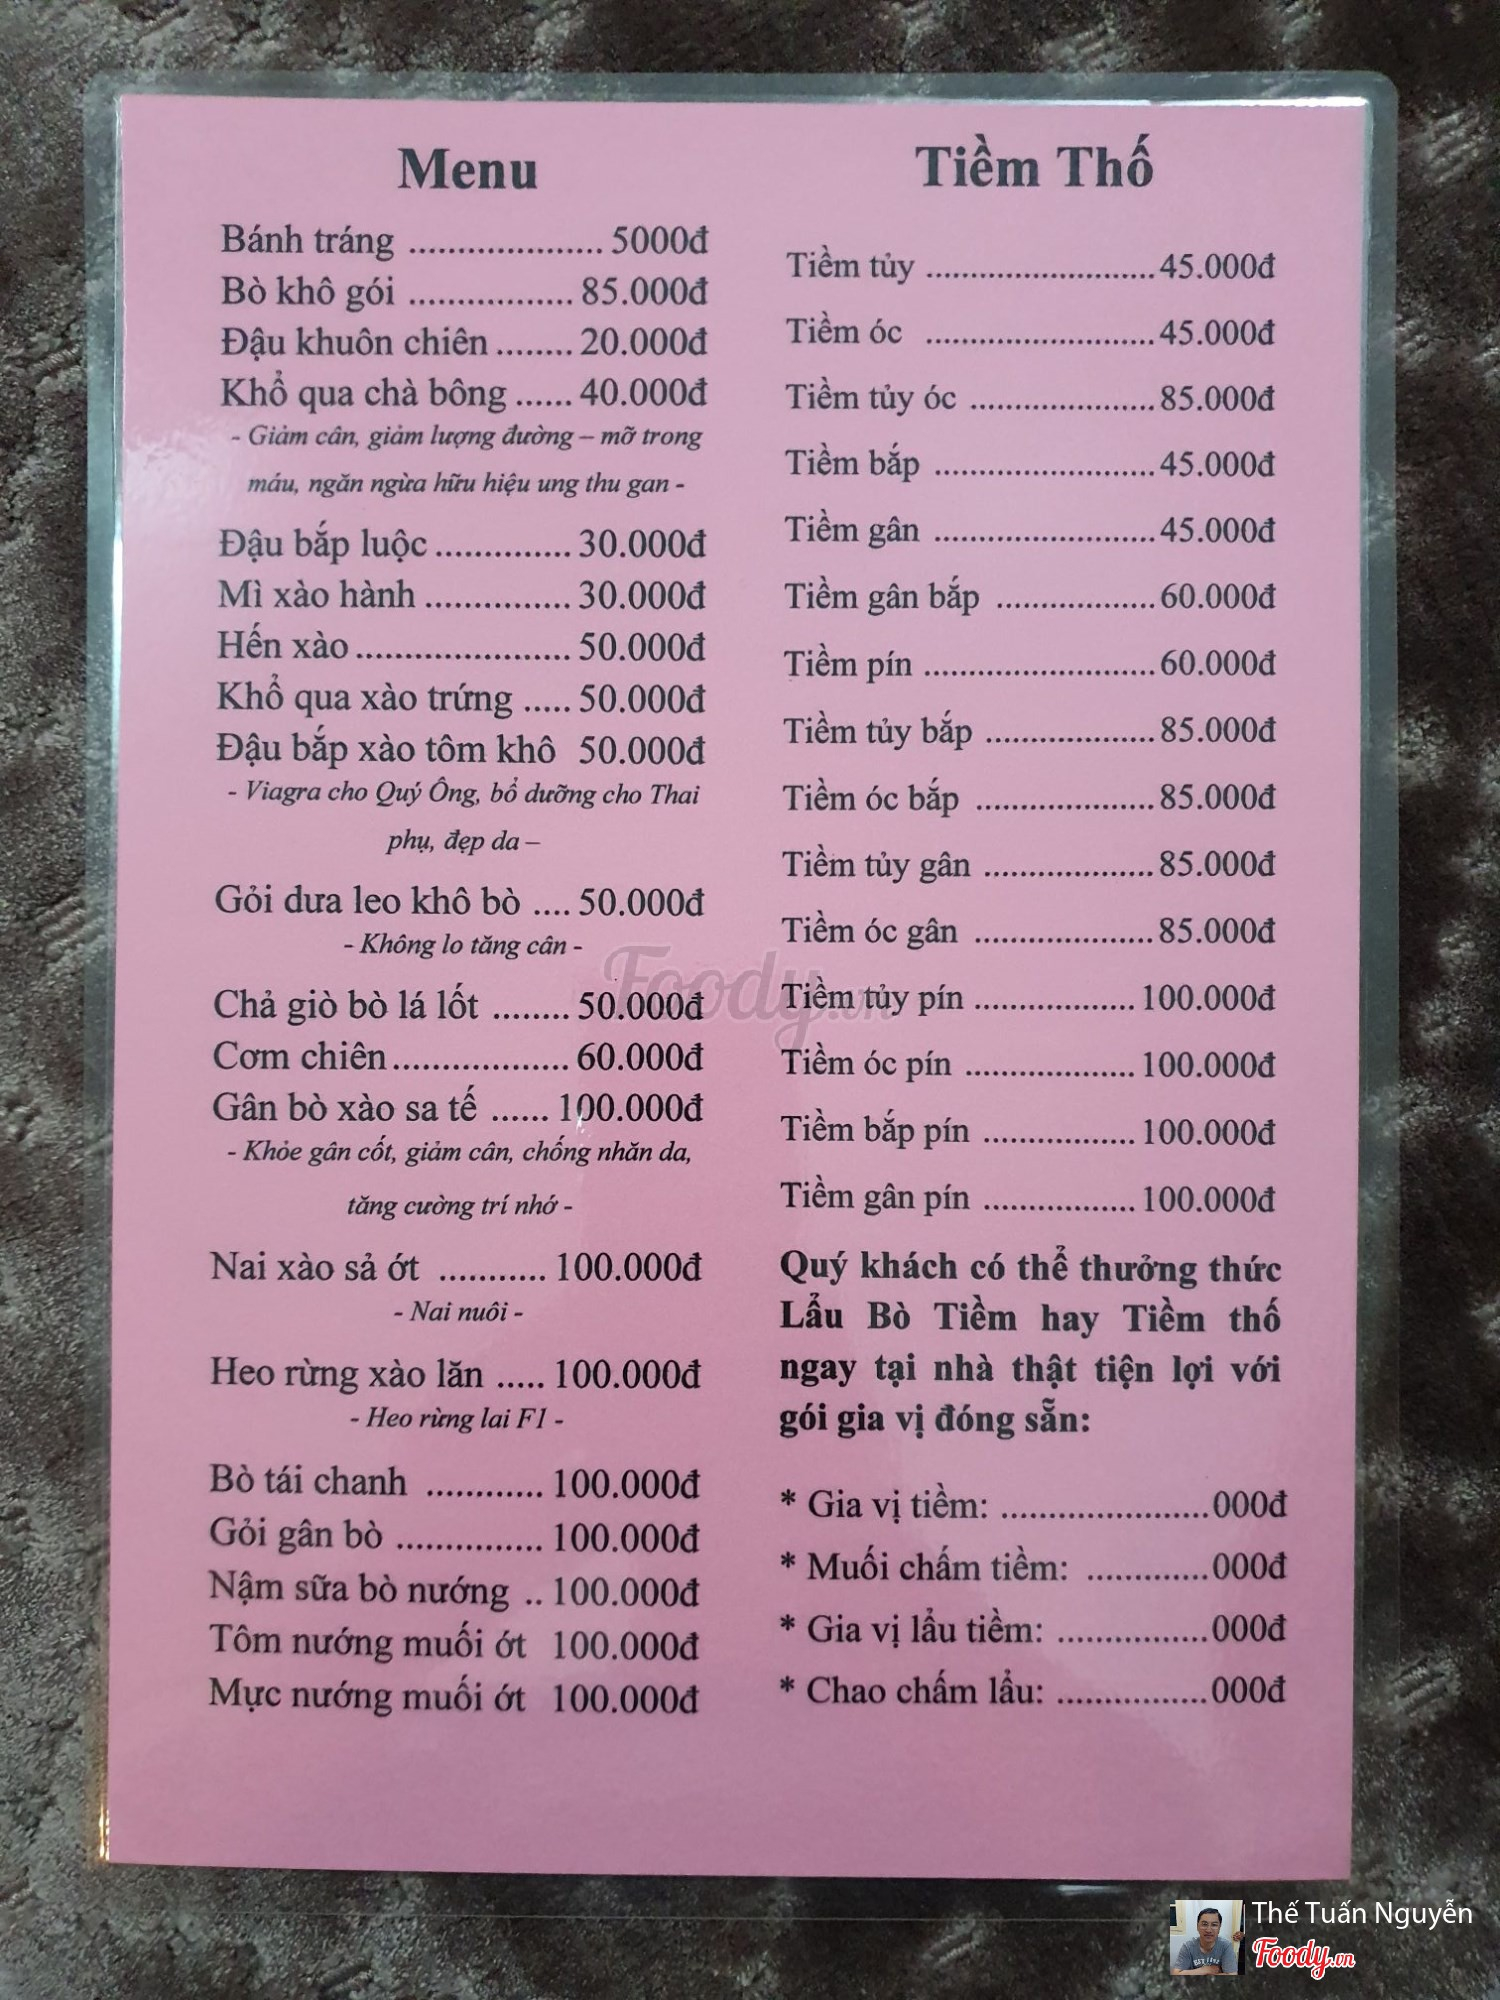 Menu
Bánh tráng .................... 5000đ
Bò khô gói ................. 85.000đ
Đậu khuôn chiên ........ 20.000đ
Khổ qua chà bông ...... 40.000đ
- Giảm cân, giảm lượng đường – mỡ trong
máu, ngăn ngừa hữu hiệu ung thu gan -
Đậu bắp luộc .............. 30.000đ
Mì xào hành ............... 30.000đ
Hến xào ...................... 50.000đ
Khổ qua xào trứng ..... 50.000đ
Đậu bắp xào tôm khô 50.000đ
- Viagra cho Quý Ông, bổ dưỡng cho Thai
phụ, đẹp da –
Gỏi dưa leo khô bò .... 50.000đ
- Không lo tăng cân -
Chả giò bò lá lốt ........ 50.000đ
Cơm chiên .................. 60.000đ
Gân bò xào sa tế ...... 100.000đ
- Khỏe gân cốt, giảm cân, chống nhăn da,
tăng cường trí nhớ -
Nai xào sả ớt ........... 100.000đ
- Nai nuôi -
Heo rừng xào lăn ..... 100.000đ
- Heo rừng lai F1 -
Bò tái chanh ............ 100.000đ
Gỏi gân bò ............... 100.000đ
Nậm sữa bò nướng .. 100.000đ
Tôm nướng muối ớt 100.000đ
Mực nướng muối ớt 100.000đ
Tiềm Thố
Tiềm tủy .......................... 45.000đ
Tiềm óc .......................... 45.000đ
Tiềm tủy óc ..................... 85.000đ
Tiềm bắp ......................... 45.000đ
Tiềm gân ......................... 45.000đ
Tiềm gân bắp .................. 60.000đ
Tiềm pín .......................... 60.000đ
Tiềm tủy bắp ................... 85.000đ
Tiềm óc bắp .................... 85.000đ
Tiềm tủy gân ................... 85.000đ
Tiềm óc gân .................... 85.000đ
Tiềm tủy pín .................. 100.000đ
Tiềm óc pín ................... 100.000đ
Tiềm bắp pín ................. 100.000đ
Tiềm gân pín ................. 100.000đ
Quý khách có thể thưởng thức
Lẩu Bò Tiềm hay Tiềm thố
ngay tại nhà thật tiện lợi với
gói gia vị đóng sẵn:
* Gia vị tiềm: ..................... 000đ
* Muối chấm tiềm: ............ 000đ
* Gia vị lẩu tiềm: ............... 000đ
* Chao chấm lẩu: ............... 000đ
Foody.vn
Thế Tuấn Nguyễn
Foody.vn